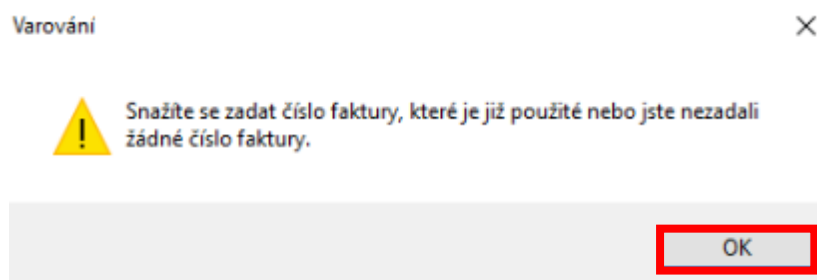 Varování
Snažíte se zadat číslo faktury, které je již použité nebo jste nezadali
žádné číslo faktury.
OK